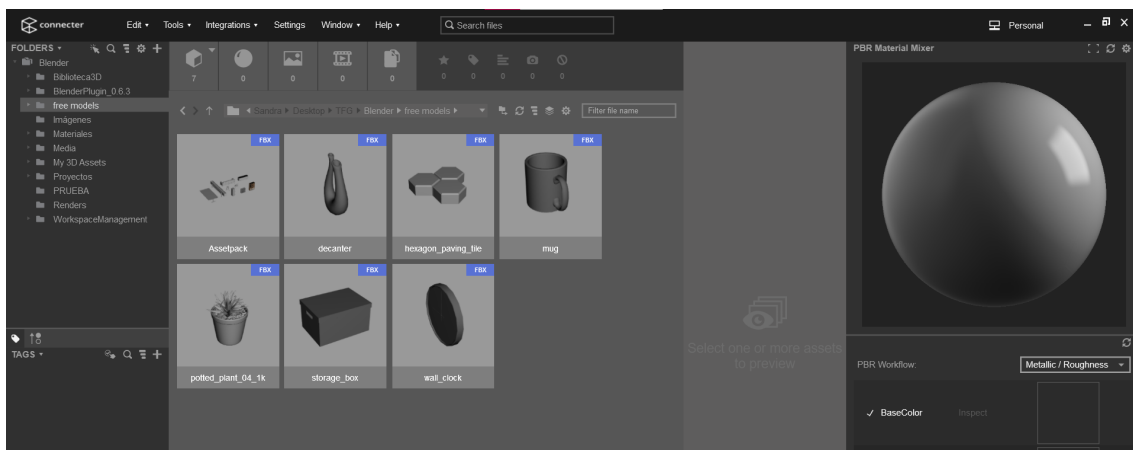 connecter Edit Tools Integrations Settings Window Help Search files Personal
FOLDERS
Blender
Biblioteca3D
BlenderPlugin_0.6.3
free models
Imágenes
Materiales
Media
My 3D Assets
Proyectos
PRUEBA
Renders
WorkspaceManagement
TAGS
7 0 0 0 0 0 0 0 0 0
Sandra Desktop TFG Blender free models Filter file name
FBX FBX FBX FBX
Assetpack decanter hexagon_paving_tile mug
FBX FBX FBX
potted_plant_04_1k storage_box wall_clock
Select one or more assets
to preview
PBR Material Mixer
PBR Workflow: Metallic / Roughness
BaseColor Inspect